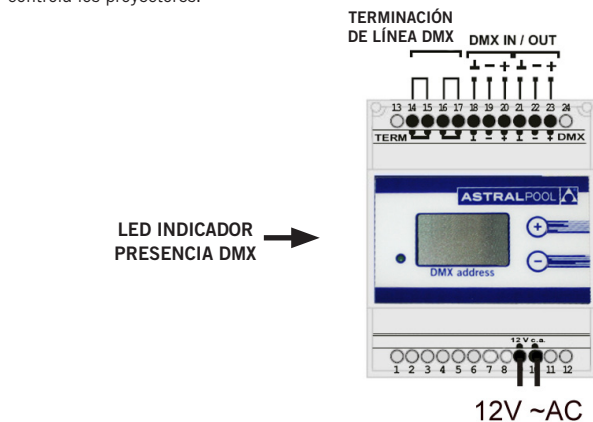 controla los proyectores.
TERMINACIÓN
DE LÍNEA DMX
DMX IN / OUT
⊥ − + ⊥ − +
13 14 15 16 17 18 19 20 21 22 23 24
TERM ⊥ − + ⊥ − + DMX
ASTRALPOOL
+
LED INDICADOR
PRESENCIA DMX
−
DMX address
12 V c.a.
1 2 3 4 5 6 7 8 9 10 11 12
12V ~AC